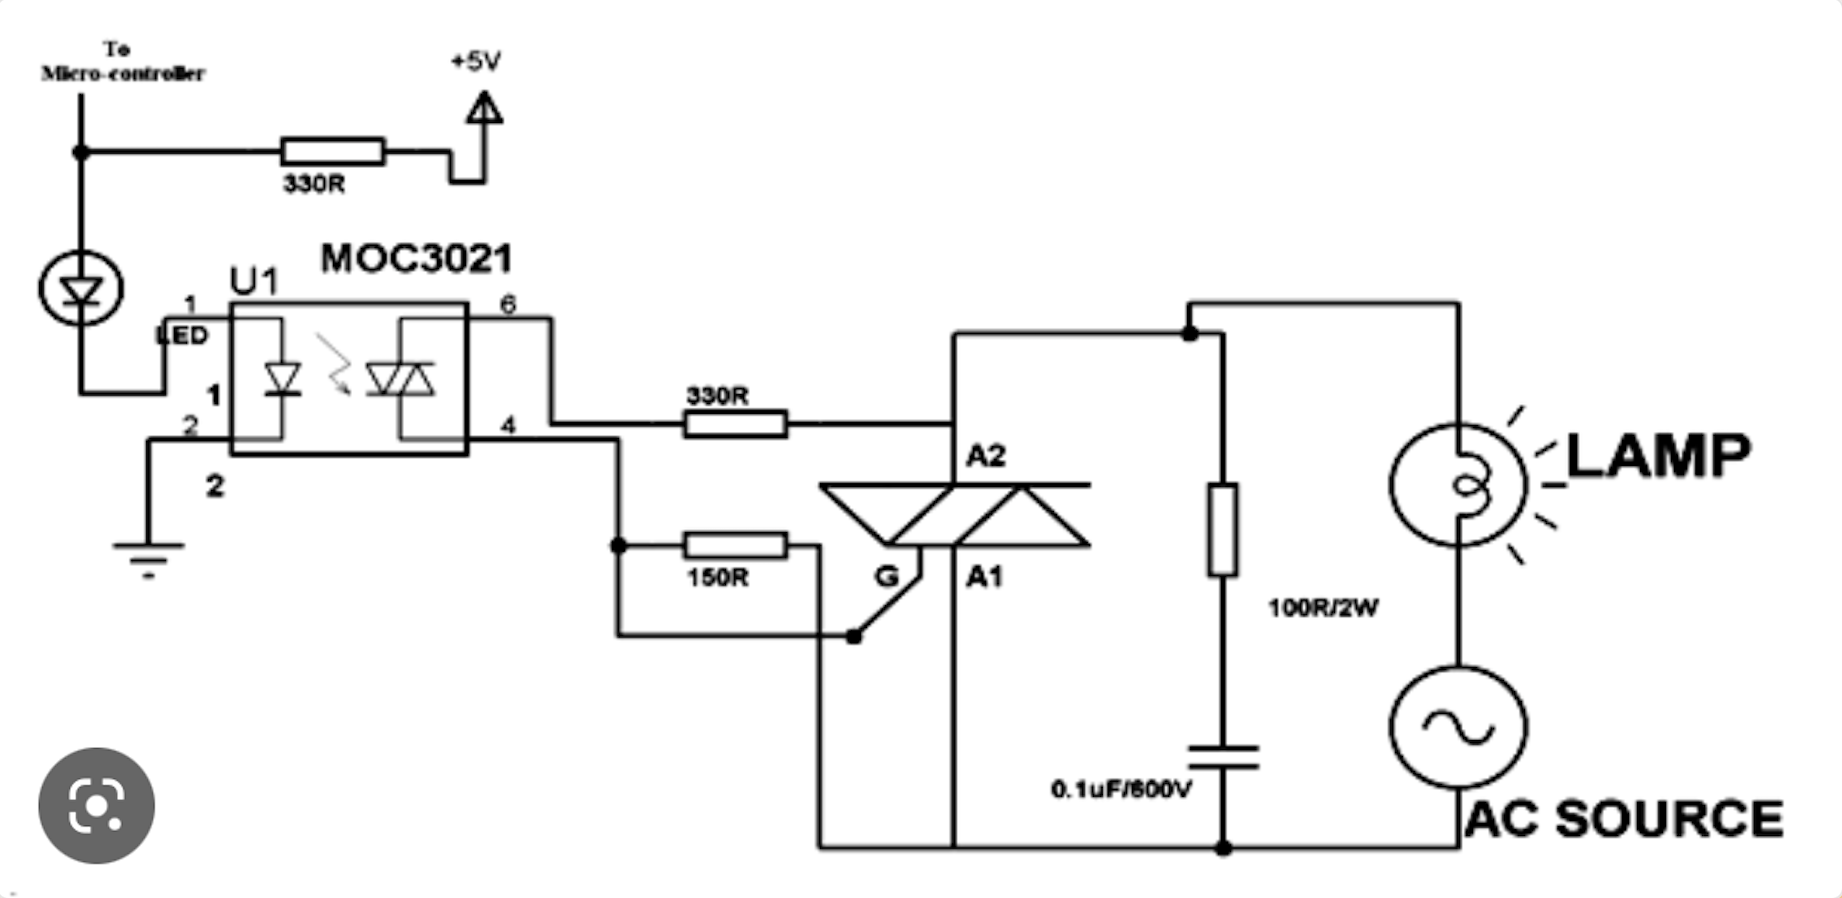 To
Micro-controller
+5V
330R
MOC3021
U1
1
6
LED
330R
1
2
4
A2
LAMP
2
150R
G
A1
100R/2W
0.1uF/600V
AC SOURCE